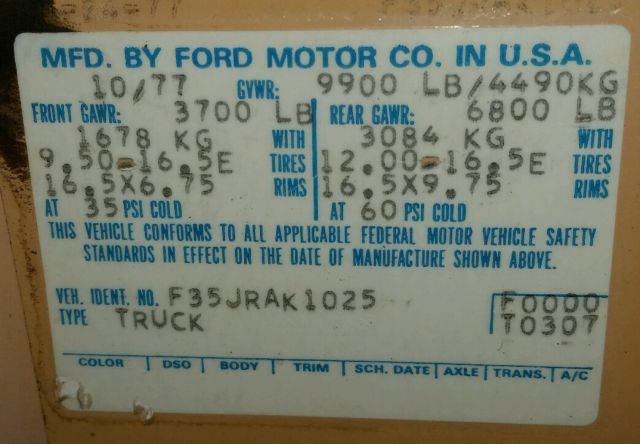 MFD. BY FORD MOTOR CO. IN U.S.A.
10/77 GVWR: 9900 LB/4490KG
FRONT GAWR: 3700 LB REAR GAWR: 6800 LB
1678 KG WITH 3084 KG WITH
9.50-16.5E TIRES 12.00-16.5E TIRES
16.5X6.75 RIMS 16.5X9.75 RIMS
AT 35 PSI COLD AT 60 PSI COLD
THIS VEHICLE CONFORMS TO ALL APPLICABLE FEDERAL MOTOR VEHICLE SAFETY
STANDARDS IN EFFECT ON THE DATE OF MANUFACTURE SHOWN ABOVE.
VEH. IDENT. NO. F35JRAK1025 F0000
TYPE TRUCK T0307
COLOR DSO BODY TRIM SCH. DATE AXLE TRANS. A/C